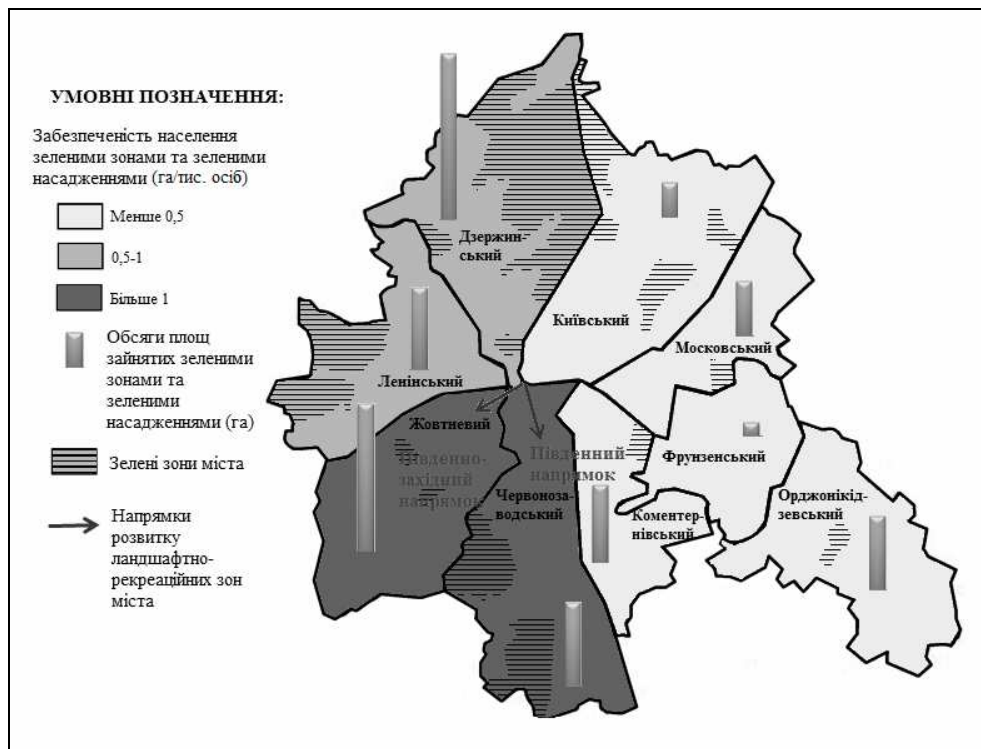 УМОВНІ ПОЗНАЧЕННЯ:
Забезпеченість населення
зеленими зонами та зеленими
насадженнями (га/тис. осіб)
Менше 0,5
0,5-1
Більше 1
Обсяги площ
зайнятих зеленими
зонами та
зеленими
насадженнями (га)
Зелені зони міста
Напрямки
розвитку
ландшафтно-
рекреаційних зон
міста
Дзержин-
ський
Київський
Московський
Ленінський
Жовтневий
Південно-
західний
напрямок
Південний
напрямок
Червоноза-
водський
Коментер-
нівський
Фрунзенський
Орджонікід-
зевський